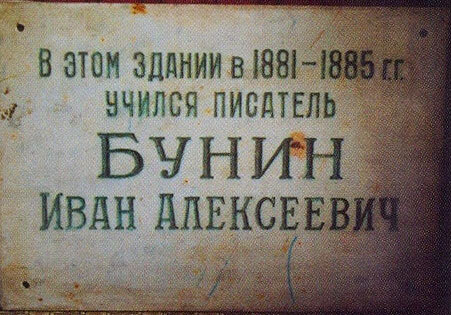 В ЭТОМ ЗДАНИИ В 1881–1885 Г.Г.
УЧИЛСЯ ПИСАТЕЛЬ
БУНИН
ИВАН АЛЕКСЕЕВИЧ